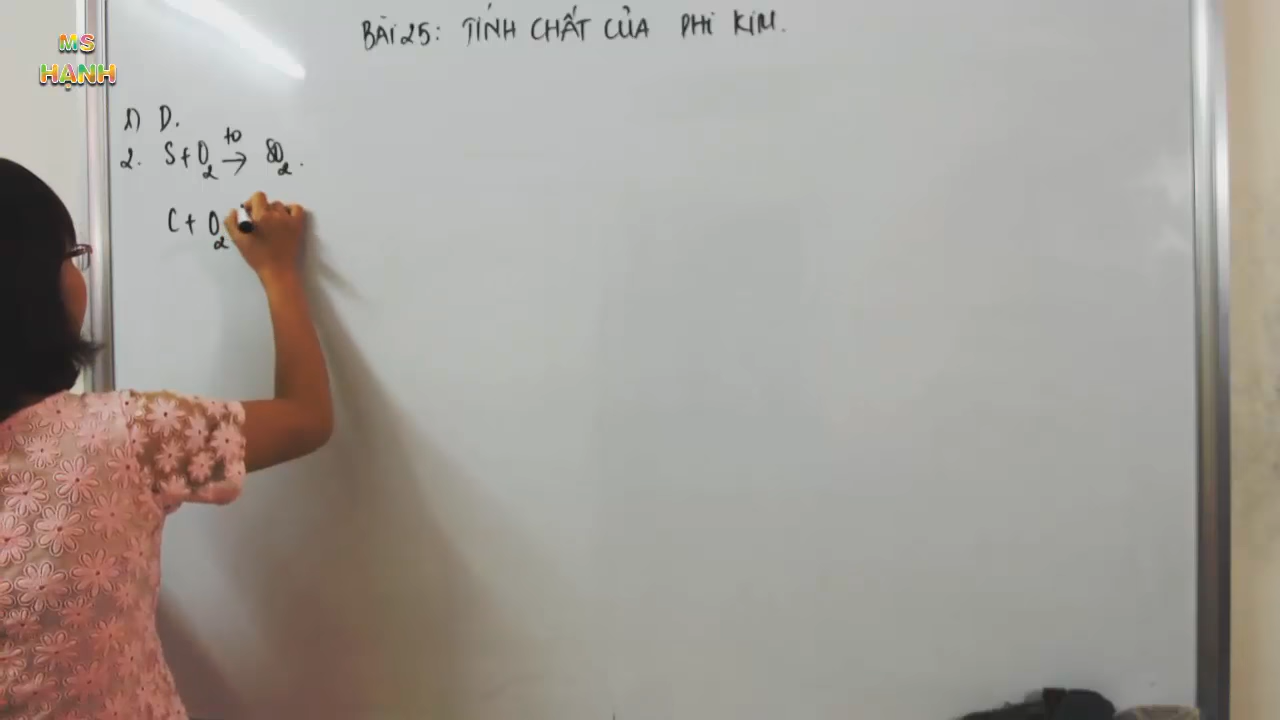 MS
HẠNH
BÀI 25: TÍNH CHẤT CỦA PHI KIM.
1) D.
2. S + O₂ →^to SO₂.
C + O₂